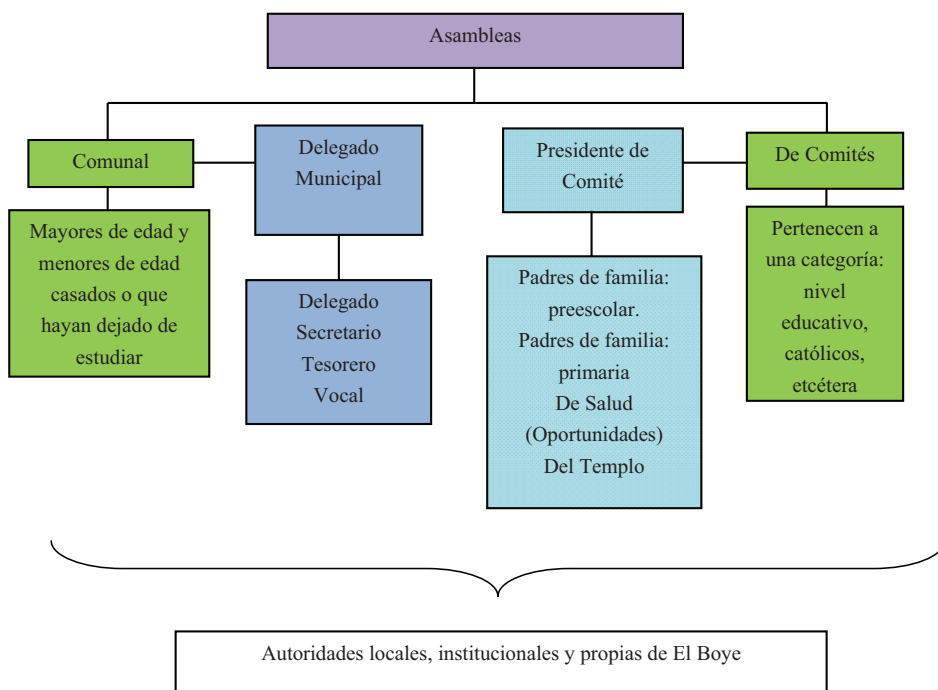 Asambleas
Comunal
Delegado
Municipal
Presidente de
Comité
De Comités
Mayores de edad y
menores de edad
casados o que
hayan dejado de
estudiar
Delegado
Secretario
Tesorero
Vocal
Padres de familia:
preescolar.
Padres de familia:
primaria
De Salud
(Oportunidades)
Del Templo
Pertenecen a
una categoría:
nivel
educativo,
católicos,
etcétera
Autoridades locales, institucionales y propias de El Boye